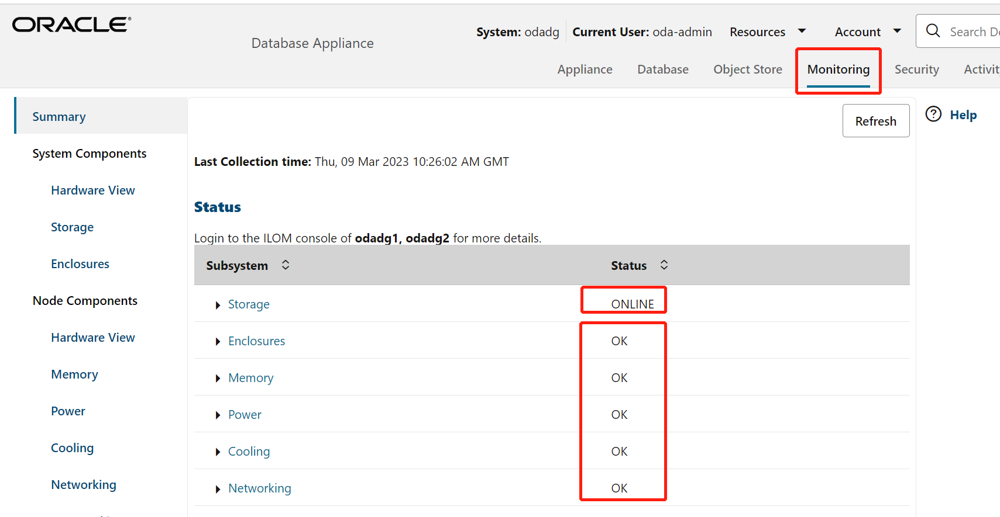 ORACLE®
Database Appliance
System: odadg
Current User: oda-admin
Resources
Account
Search
Appliance
Database
Object Store
Monitoring
Security
Summary
System Components
Hardware View
Storage
Enclosures
Node Components
Hardware View
Memory
Power
Cooling
Networking
Refresh
Help
Last Collection time: Thu, 09 Mar 2023 10:26:02 AM GMT
Status
Login to the ILOM console of odadg1, odadg2 for more details.
Subsystem Status
Storage ONLINE
Enclosures OK
Memory OK
Power OK
Cooling OK
Networking OK